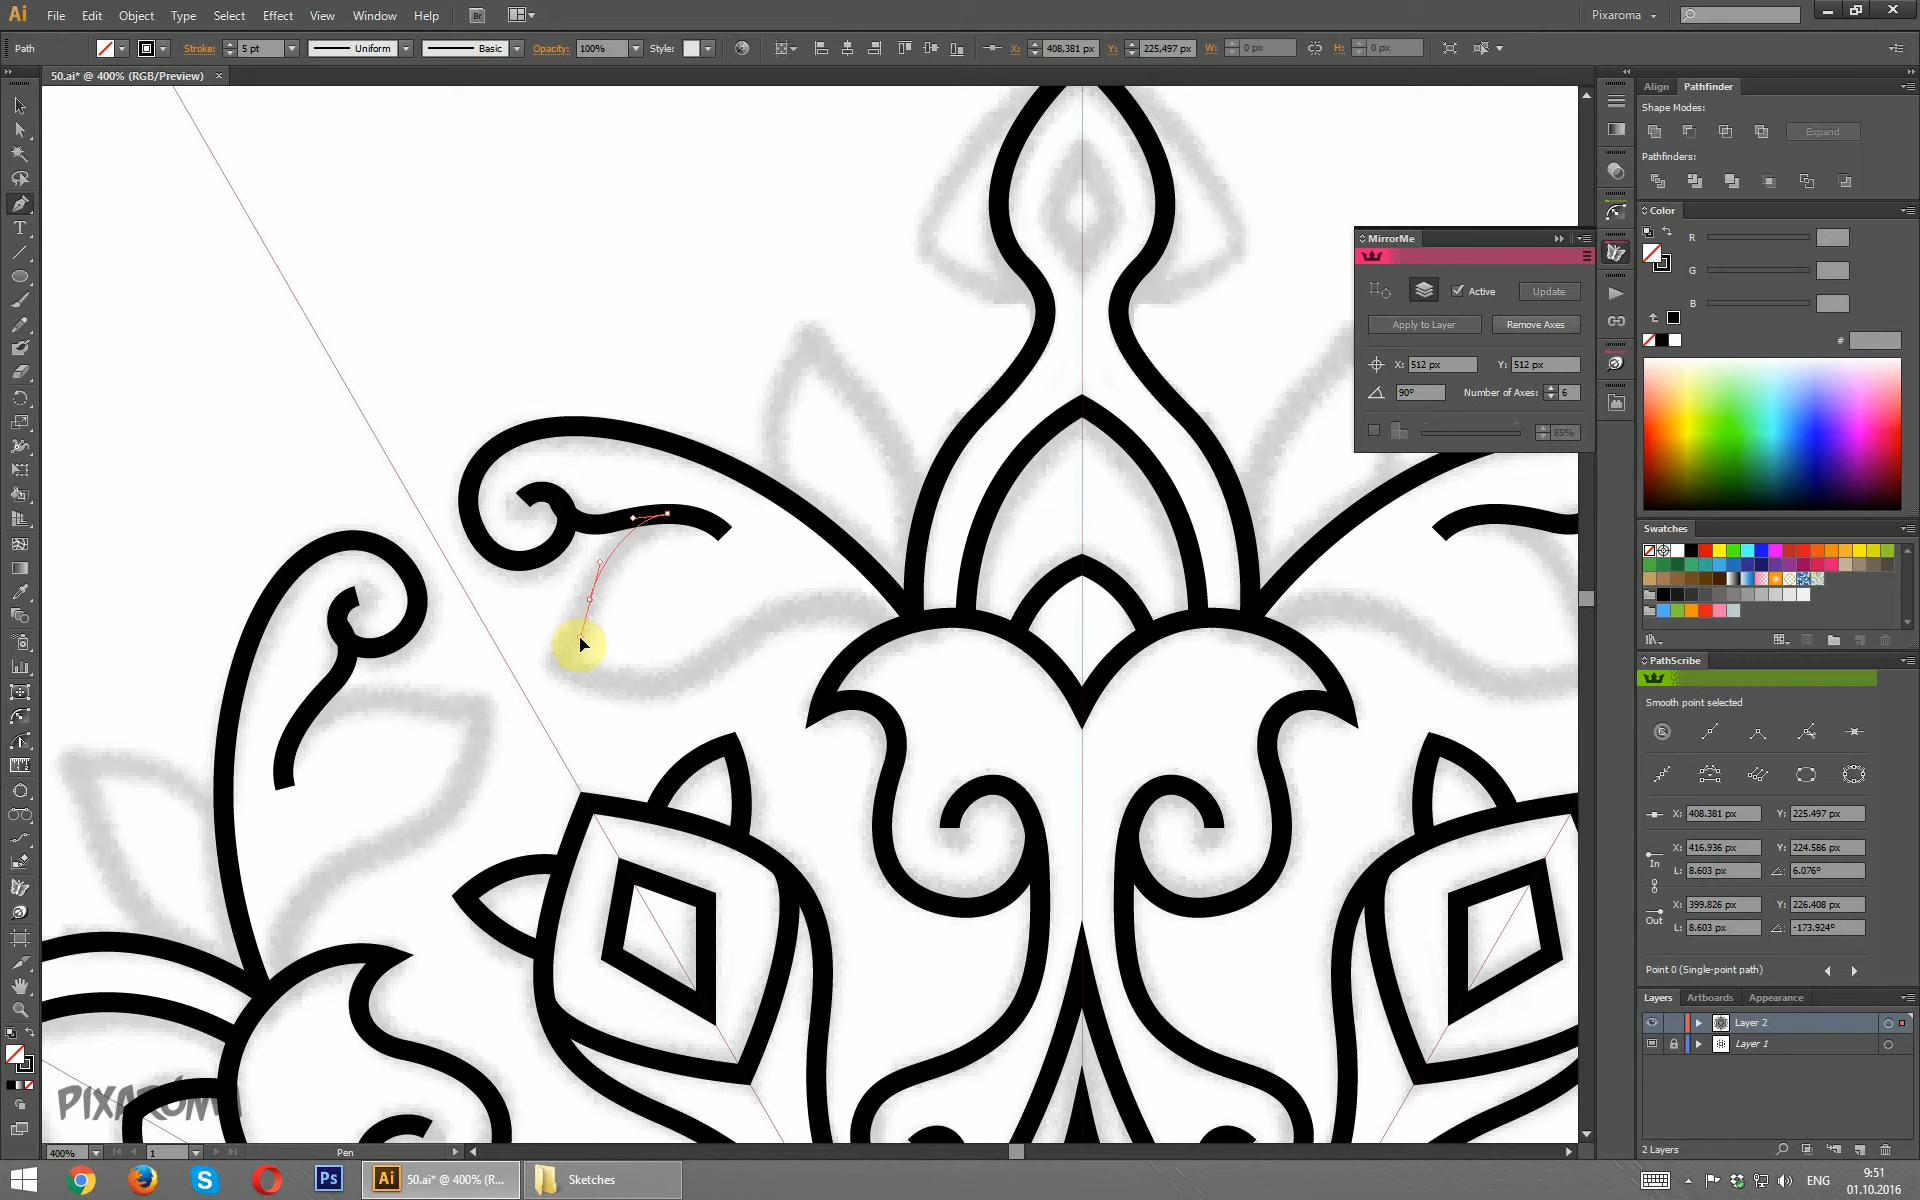 Ai File Edit Object Type Select Effect View Window Help Br Pixaroma
Path Stroke: 5 pt Uniform Basic Opacity: 100% Style: X: 408,381 px Y: 225,497 px W: 0 px H: 0 px
50.ai* @ 400% (RGB/Preview) ×
Align Pathfinder
Shape Modes:
Expand
Pathfinders:
Color
R
G
B
#
MirrorMe
Active Update
Apply to Layer Remove Axes
X: 512 px Y: 512 px
90° Number of Axes: 6
85%
Swatches
PathScribe
Smooth point selected
X: 408.381 px Y: 225.497 px
X: 416.936 px Y: 224.586 px
In
L: 8.603 px 6.076°
X: 399.826 px Y: 226.408 px
Out
L: 8.603 px -173.924°
Point 0 (Single-point path)
Layers Artboards Appearance
Layer 2
Layer 1
2 Layers
PIXAROMA
400% 1 Pen
Ps Ai 50.ai* @ 400% (R... Sketches
ENG 9:51
01.10.2016